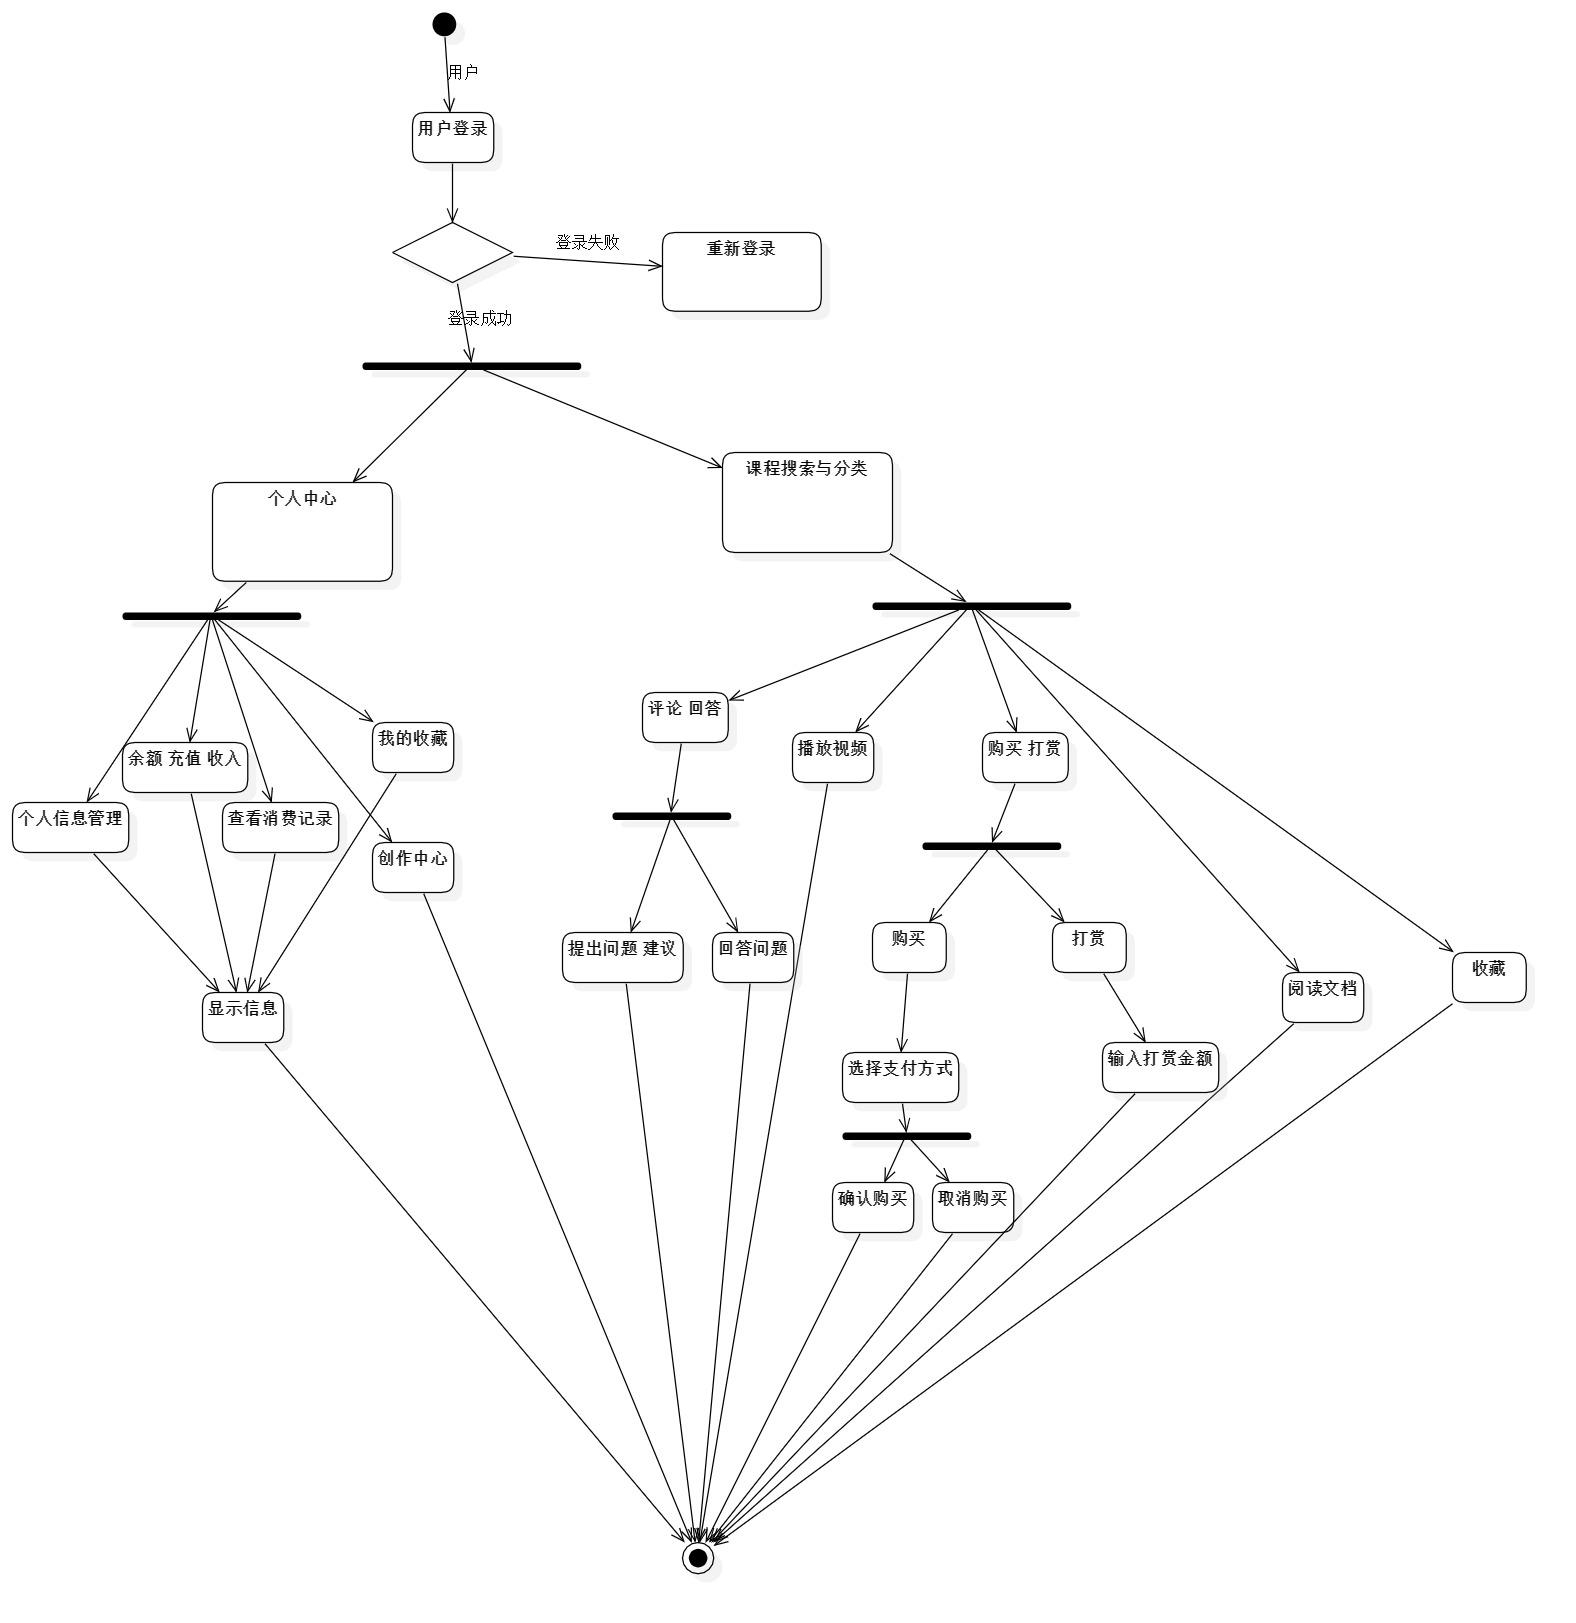 用户
用户登录
登录失败
重新登录
登录成功
个人中心
课程搜索与分类
评论 回答
我的收藏
播放视频
购买 打赏
余额 充值 收入
个人信息管理
查看消费记录
创作中心
提出问题 建议
回答问题
购买
打赏
收藏
阅读文档
显示信息
选择支付方式
输入打赏金额
确认购买
取消购买